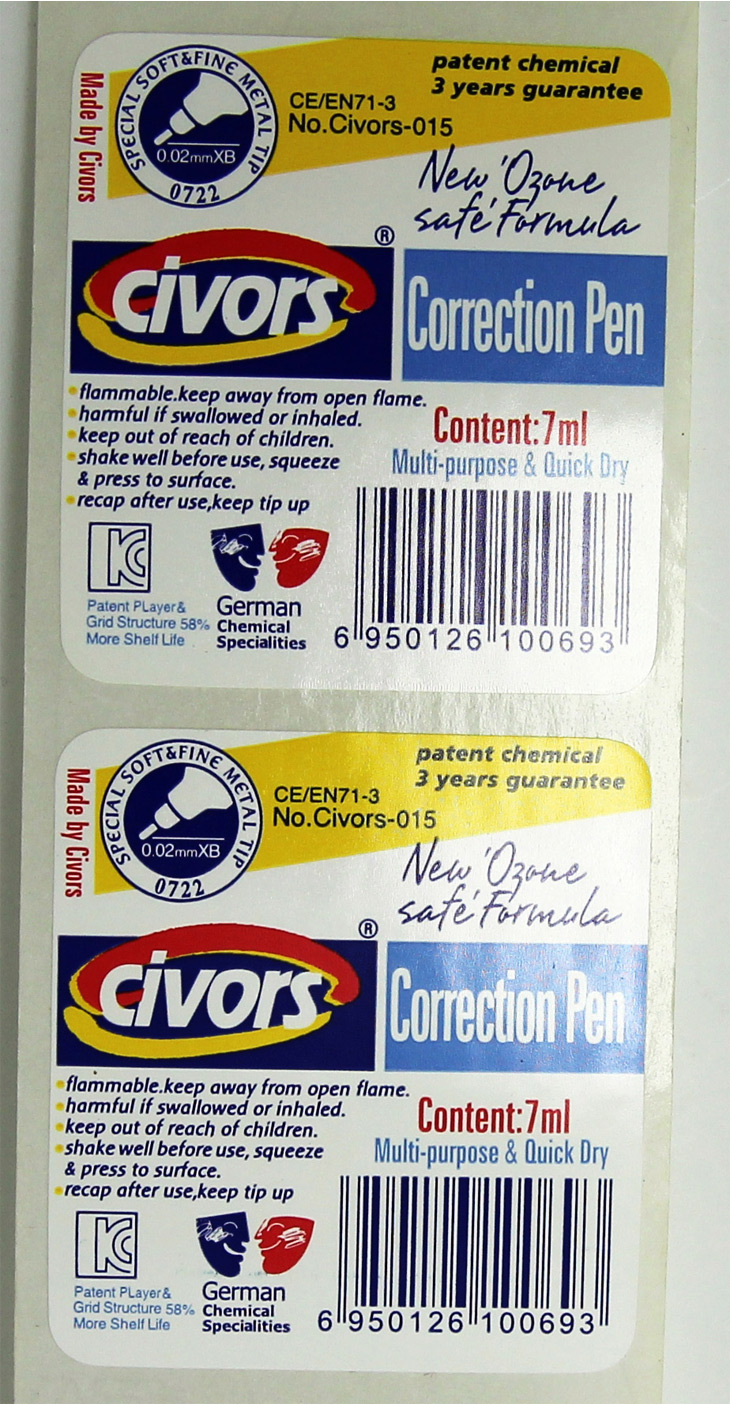 Made by Civors
SPECIAL SOFT&FINE METAL TIP
0.02mmXB
0722
CE/EN71-3
No.Civors-015
patent chemical
3 years guarantee
New 'Ozone
safe' Formula
civors®
Correction Pen
flammable.keep away from open flame.
harmful if swallowed or inhaled.
keep out of reach of children.
shake well before use, squeeze
& press to surface.
recap after use,keep tip up
Content:7ml
Multi-purpose & Quick Dry
Patent PLayer&
Grid Structure 58%
More Shelf Life
German
Chemical
Specialities
6 950126 100693
Made by Civors
SPECIAL SOFT&FINE METAL TIP
0.02mmXB
0722
CE/EN71-3
No.Civors-015
patent chemical
3 years guarantee
New 'Ozone
safe' Formula
civors®
Correction Pen
flammable.keep away from open flame.
harmful if swallowed or inhaled.
keep out of reach of children.
shake well before use, squeeze
& press to surface.
recap after use,keep tip up
Content:7ml
Multi-purpose & Quick Dry
Patent PLayer&
Grid Structure 58%
More Shelf Life
German
Chemical
Specialities
6 950126 100693